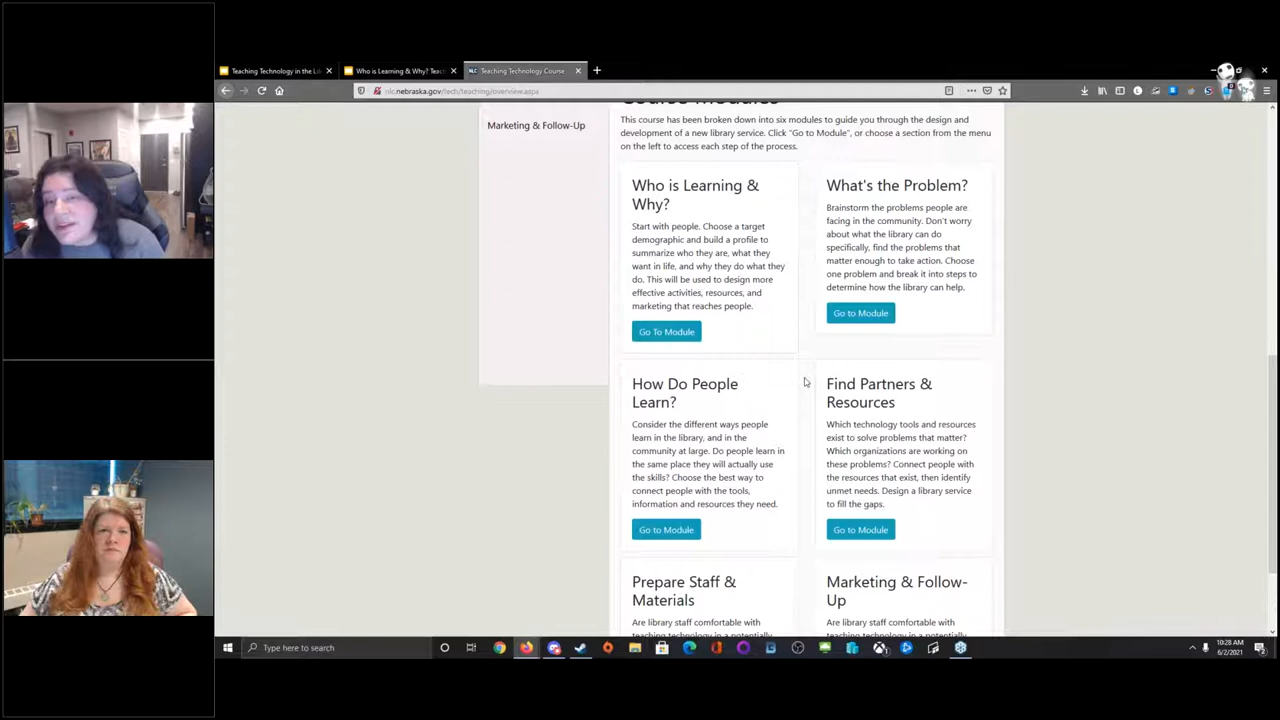 Teaching Technology in the Li
Who is Learning & Why? Teac
NLC Teaching Technology Course
nlc.nebraska.gov/tech/teaching/overview.aspx
Course Modules
Marketing & Follow-Up
This course has been broken down into six modules to guide you through the design and
development of a new library service. Click "Go to Module", or choose a section from the menu
on the left to access each step of the process.
Who is Learning &
Why?
Start with people. Choose a target
demographic and build a profile to
summarize who they are, what they
want in life, and why they do what they
do. This will be used to design more
effective activities, resources, and
marketing that reaches people.
Go To Module
What's the Problem?
Brainstorm the problems people are
facing in the community. Don't worry
about what the library can do
specifically, find the problems that
matter enough to take action. Choose
one problem and break it into steps to
determine how the library can help.
Go to Module
How Do People
Learn?
Consider the different ways people
learn in the library, and in the
community at large. Do people learn in
the same place they will actually use
the skills? Choose the best way to
connect people with the tools,
information and resources they need.
Go to Module
Find Partners &
Resources
Which technology tools and resources
exist to solve problems that matter?
Which organizations are working on
these problems? Connect people with
the resources that exist, then identify
unmet needs. Design a library service
to fill the gaps.
Go to Module
Prepare Staff &
Materials
Are library staff comfortable with
teaching technology in a potentially
Marketing & Follow-
Up
Are library staff comfortable with
teaching technology in a potentially
Type here to search
10:28 AM
6/2/2021